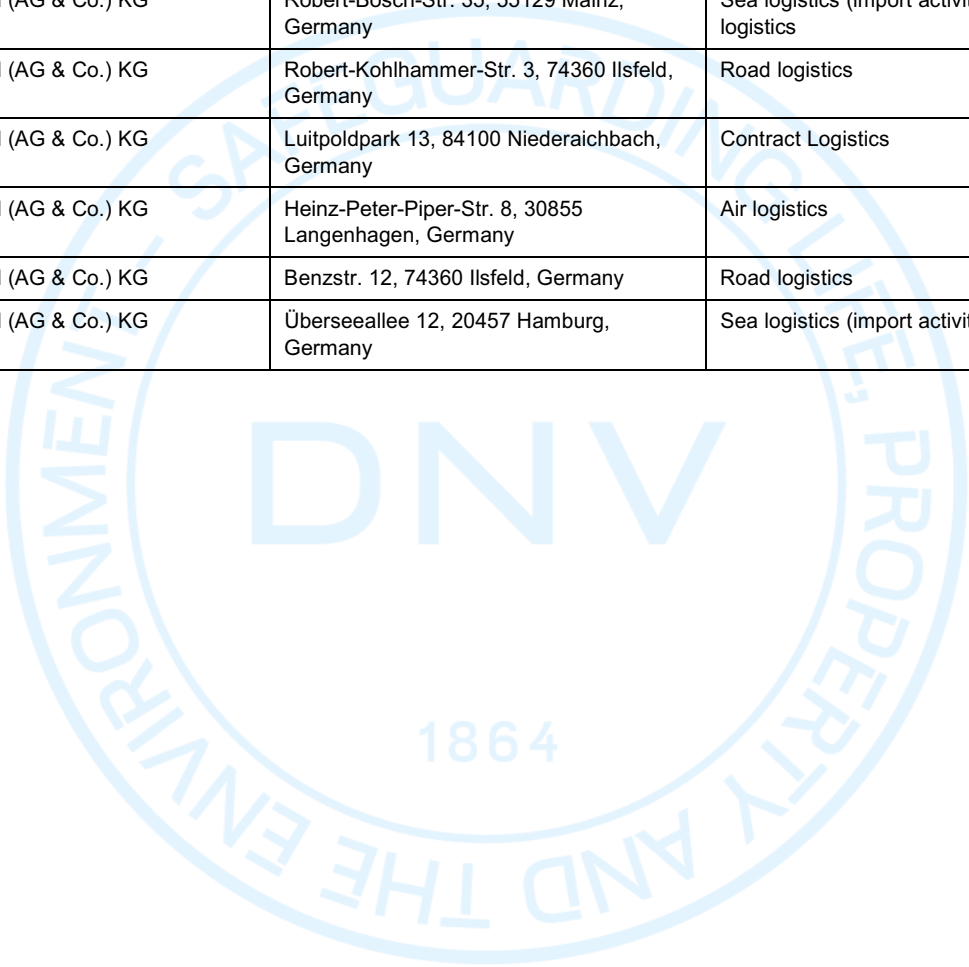 (AG & Co.) KG Robert-Bosch-Str. 35, 55129 Mainz, Sea logistics (import
Germany logistics
(AG & Co.) KG Robert-Kohlhammer-Str. 3, 74360 Ilsfeld, Road logistics
Germany
(AG & Co.) KG Luitpoldpark 13, 84100 Niederaichbach, Contract Logistics
Germany
(AG & Co.) KG Heinz-Peter-Piper-Str. 8, 30855 Air logistics
Langenhagen, Germany
(AG & Co.) KG Benzstr. 12, 74360 Ilsfeld, Germany Road logistics
(AG & Co.) KG Überseeallee 12, 20457 Hamburg, Sea logistics (import
Germany
SAFEGUARDING LIFE, PROPERTY AND THE ENVIRONMENT
DNV
1864